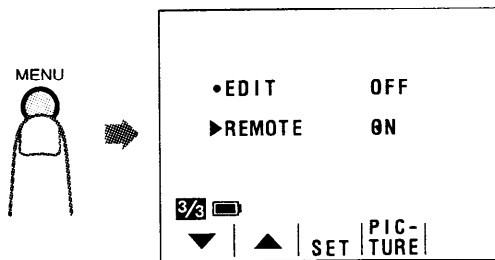 MENU
•EDIT OFF
▶REMOTE ON
3/3
▼ ▲ SET PIC-
TURE